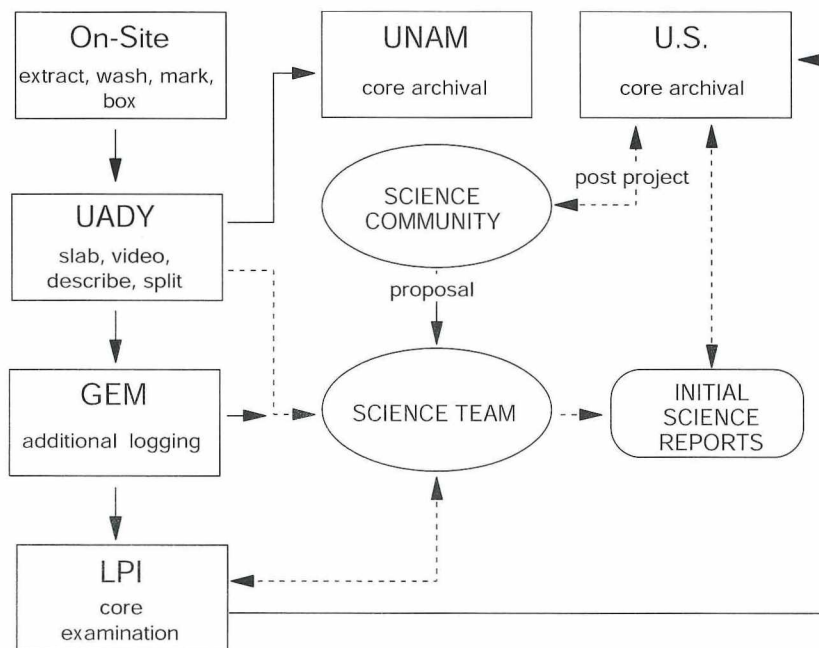 On-Site
extract, wash, mark,
box
UNAM
core archival
U.S.
core archival
UADY
slab, video,
describe, split
SCIENCE
COMMUNITY
post project
proposal
GEM
additional logging
SCIENCE TEAM
INITIAL
SCIENCE
REPORTS
LPI
core
examination